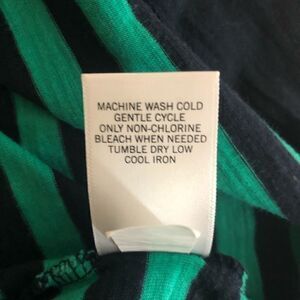 MACHINE WASH COLD
GENTLE CYCLE
ONLY NON-CHLORINE
BLEACH WHEN NEEDED
TUMBLE DRY LOW
COOL IRON